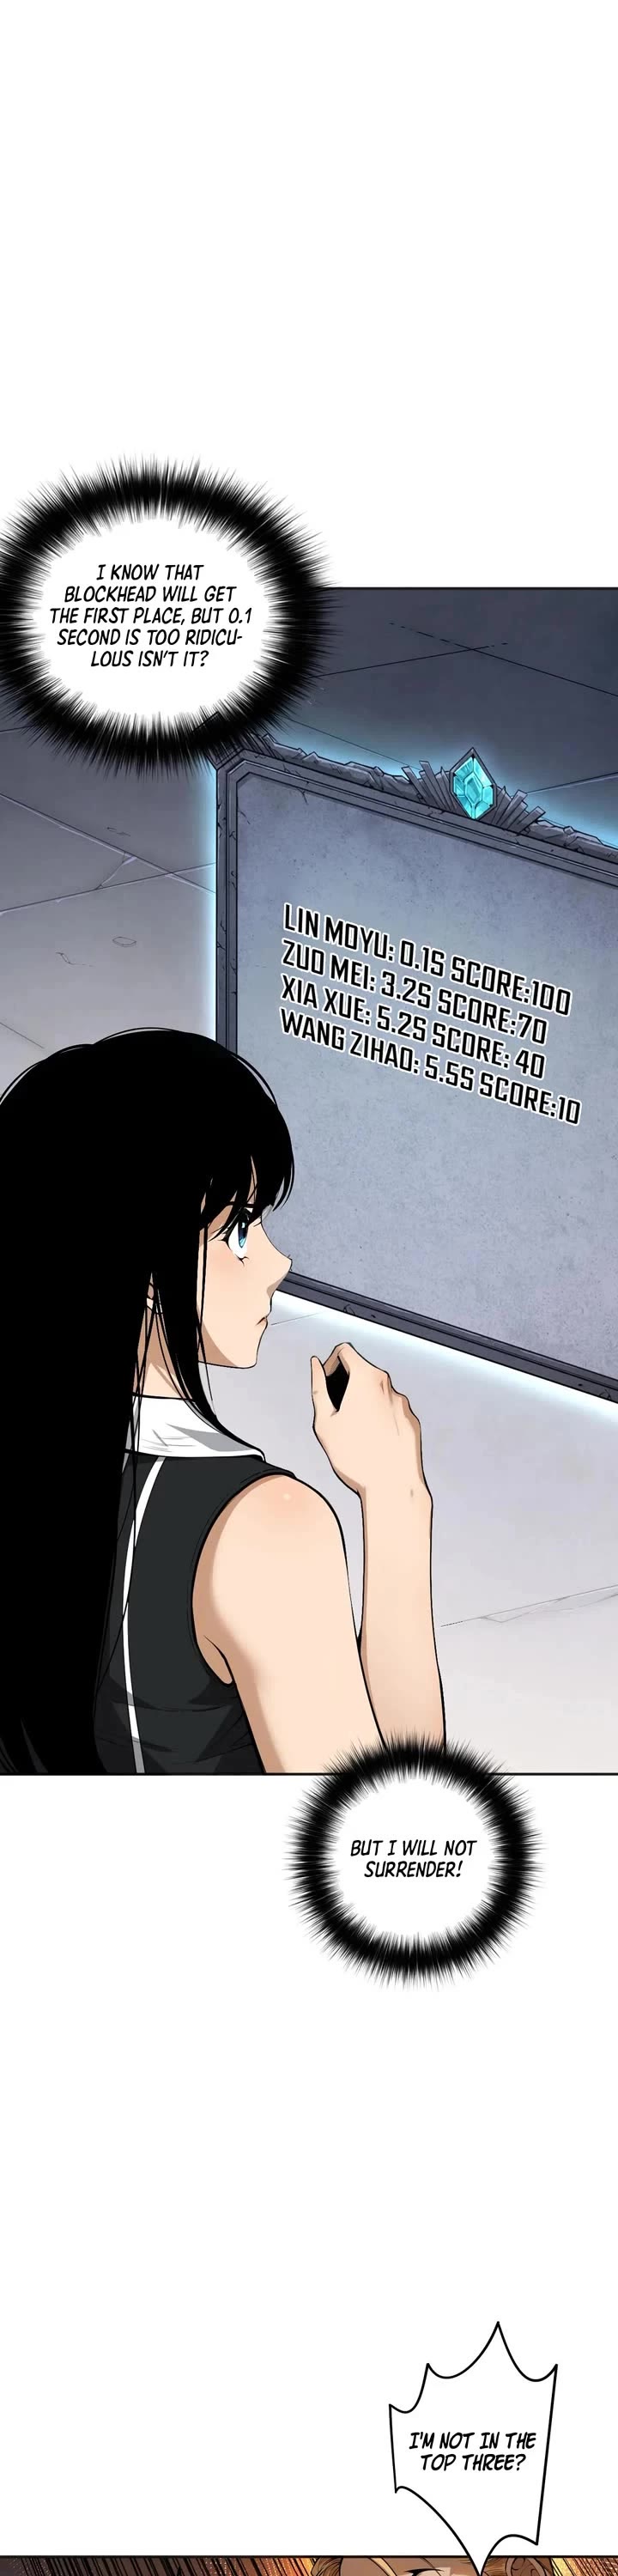 I KNOW THAT
BLOCKHEAD WILL GET
THE FIRST PLACE, BUT 0.1
SECOND IS TOO RIDICU-
LOUS ISN'T IT?
LIN MOYU: 0.1S SCORE:100
ZUO MEI: 3.2S SCORE:70
XIA XUE: 5.2S SCORE: 40
WANG ZIHAO: 5.5S SCORE:10
BUT I WILL NOT
SURRENDER!
I'M NOT IN THE
TOP THREE?